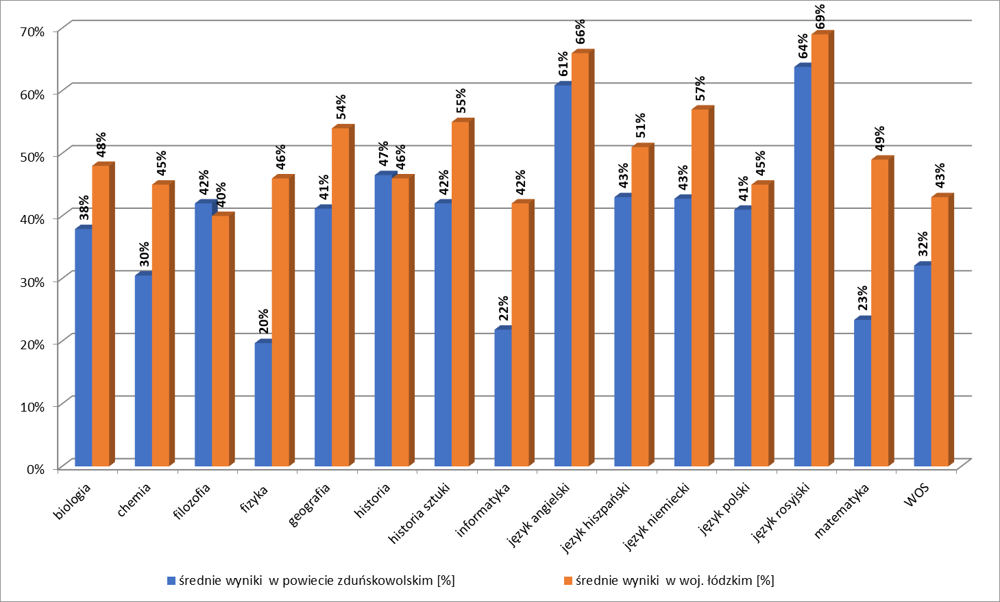 70%
60%
50%
40%
30%
20%
10%
0%
38%
48%
30%
45%
42%
40%
20%
46%
41%
54%
47%
46%
42%
55%
22%
42%
61%
66%
43%
51%
43%
57%
41%
45%
64%
69%
23%
49%
32%
43%
biologia
chemia
filozofia
fizyka
geografia
historia
historia sztuki
informatyka
język angielski
jezyk hiszpański
język niemiecki
język polski
język rosyjski
matematyka
WOS
średnie wyniki w powiecie zduńskowolskim [%]
średnie wyniki w woj. łódzkim [%]